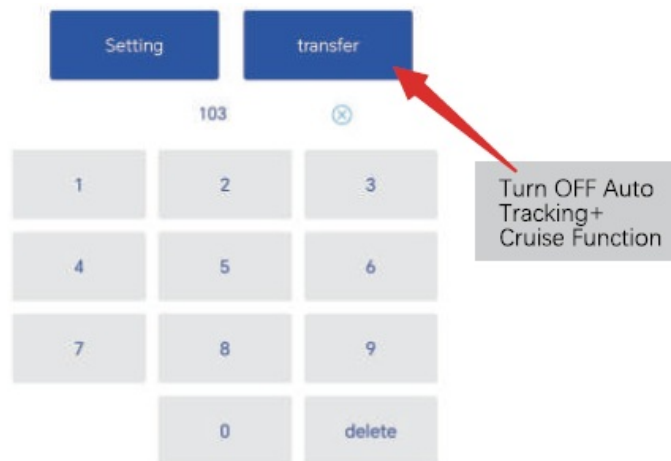 Setting transfer
103
1 2 3
Turn OFF Auto
Tracking+
Cruise Function
4 5 6
7 8 9
0 delete